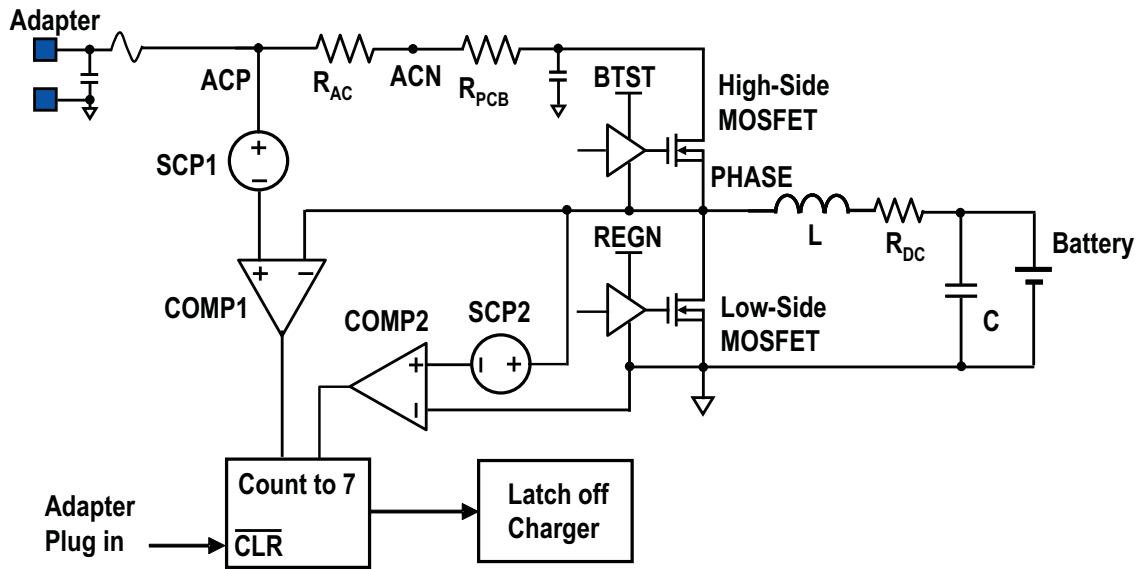 Adapter
ACP
R_AC
ACN
R_PCB
BTST
High-Side
MOSFET
SCP1
+
−
PHASE
+ −
COMP1
REGN
L
R_DC
Battery
COMP2
SCP2
Low-Side
MOSFET
C
+
− +
−
Count to 7
CLR
Adapter
Plug in
Latch off
Charger